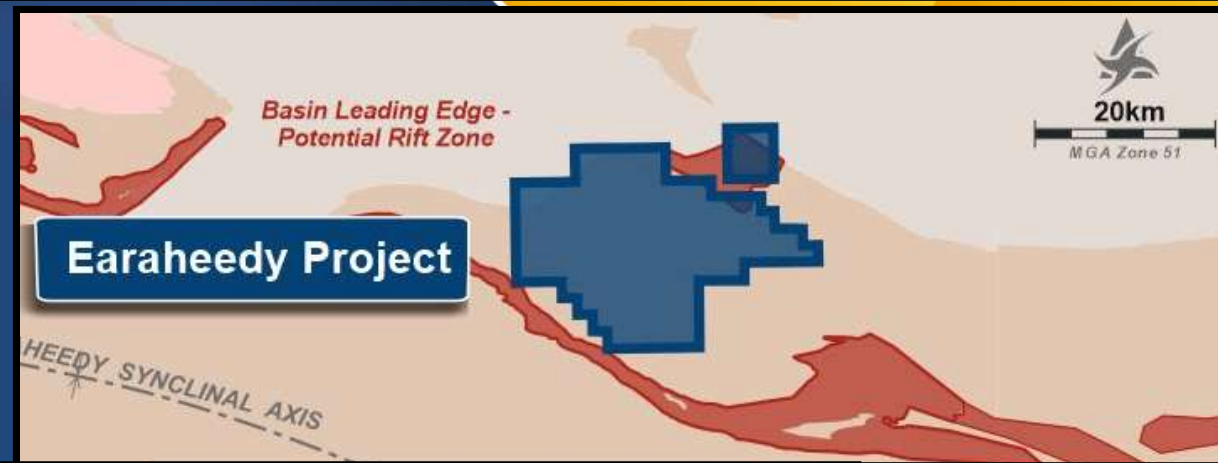 Basin Leading Edge -
Potential Rift Zone
20km
MGA Zone 51
Earaheedy Project
HEEDY SYNCLINAL AXIS